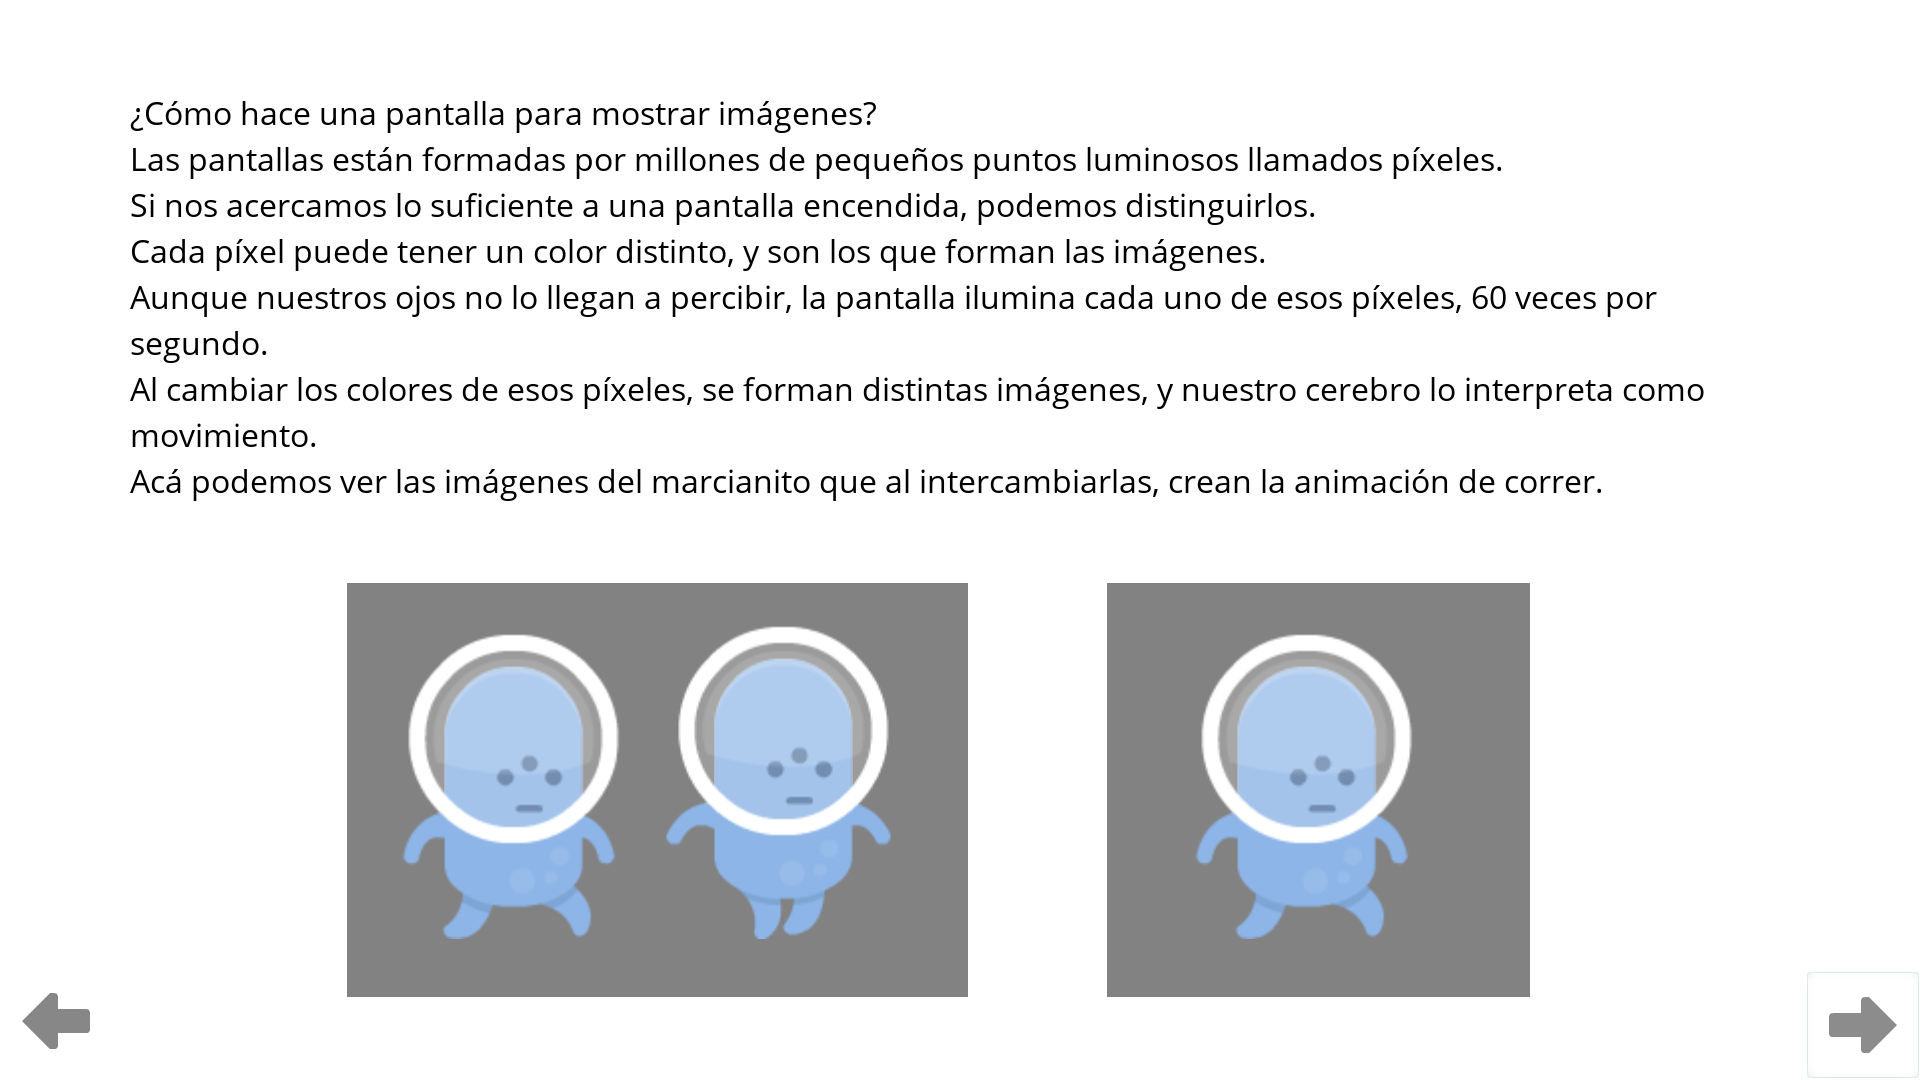 ¿Cómo hace una pantalla para mostrar imágenes?
Las pantallas están formadas por millones de pequeños puntos luminosos llamados píxeles.
Si nos acercamos lo suficiente a una pantalla encendida, podemos distinguirlos.
Cada píxel puede tener un color distinto, y son los que forman las imágenes.
Aunque nuestros ojos no lo llegan a percibir, la pantalla ilumina cada uno de esos píxeles, 60 veces por
segundo.
Al cambiar los colores de esos píxeles, se forman distintas imágenes, y nuestro cerebro lo interpreta como
movimiento.
Acá podemos ver las imágenes del marcianito que al intercambiarlas, crean la animación de correr.